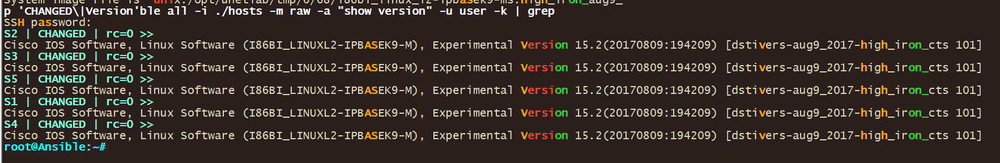 p 'CHANGED\|Version'ble all -i ./hosts -m raw -a "show version" -u user -k | grep
SSH password:
S2 | CHANGED | rc=0 >>
Cisco IOS Software, Linux Software (I86BI_LINUXL2-IPBASEK9-M), Experimental Version 15.2(20170809:194209) [dstivers-aug9_2017-high_iron_cts 101]
S3 | CHANGED | rc=0 >>
Cisco IOS Software, Linux Software (I86BI_LINUXL2-IPBASEK9-M), Experimental Version 15.2(20170809:194209) [dstivers-aug9_2017-high_iron_cts 101]
S5 | CHANGED | rc=0 >>
Cisco IOS Software, Linux Software (I86BI_LINUXL2-IPBASEK9-M), Experimental Version 15.2(20170809:194209) [dstivers-aug9_2017-high_iron_cts 101]
S1 | CHANGED | rc=0 >>
Cisco IOS Software, Linux Software (I86BI_LINUXL2-IPBASEK9-M), Experimental Version 15.2(20170809:194209) [dstivers-aug9_2017-high_iron_cts 101]
S4 | CHANGED | rc=0 >>
Cisco IOS Software, Linux Software (I86BI_LINUXL2-IPBASEK9-M), Experimental Version 15.2(20170809:194209) [dstivers-aug9_2017-high_iron_cts 101]
root@Ansible:~#